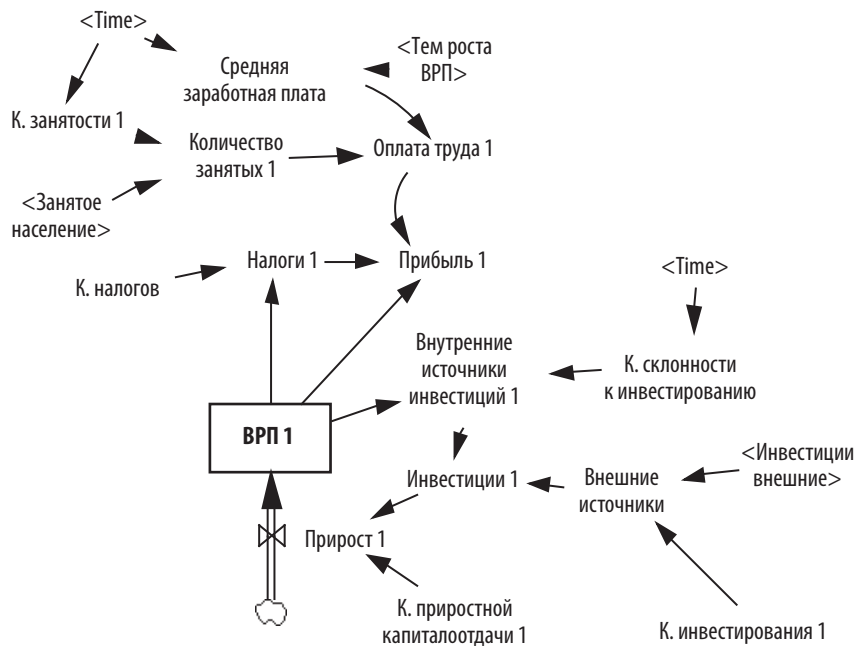 <Time>
<Тем роста
ВРП>
Средняя
заработная плата
К. занятости 1
Количество
занятых 1
Оплата труда 1
<Занятое
население>
Налоги 1
Прибыль 1
К. налогов
<Time>
Внутренние
источники
инвестиций 1
К. склонности
к инвестированию
ВРП 1
<Инвестиции
внешние>
Инвестиции 1
Внешние
источники
Прирост 1
К. приростной
капиталоотдачи 1
К. инвестирования 1